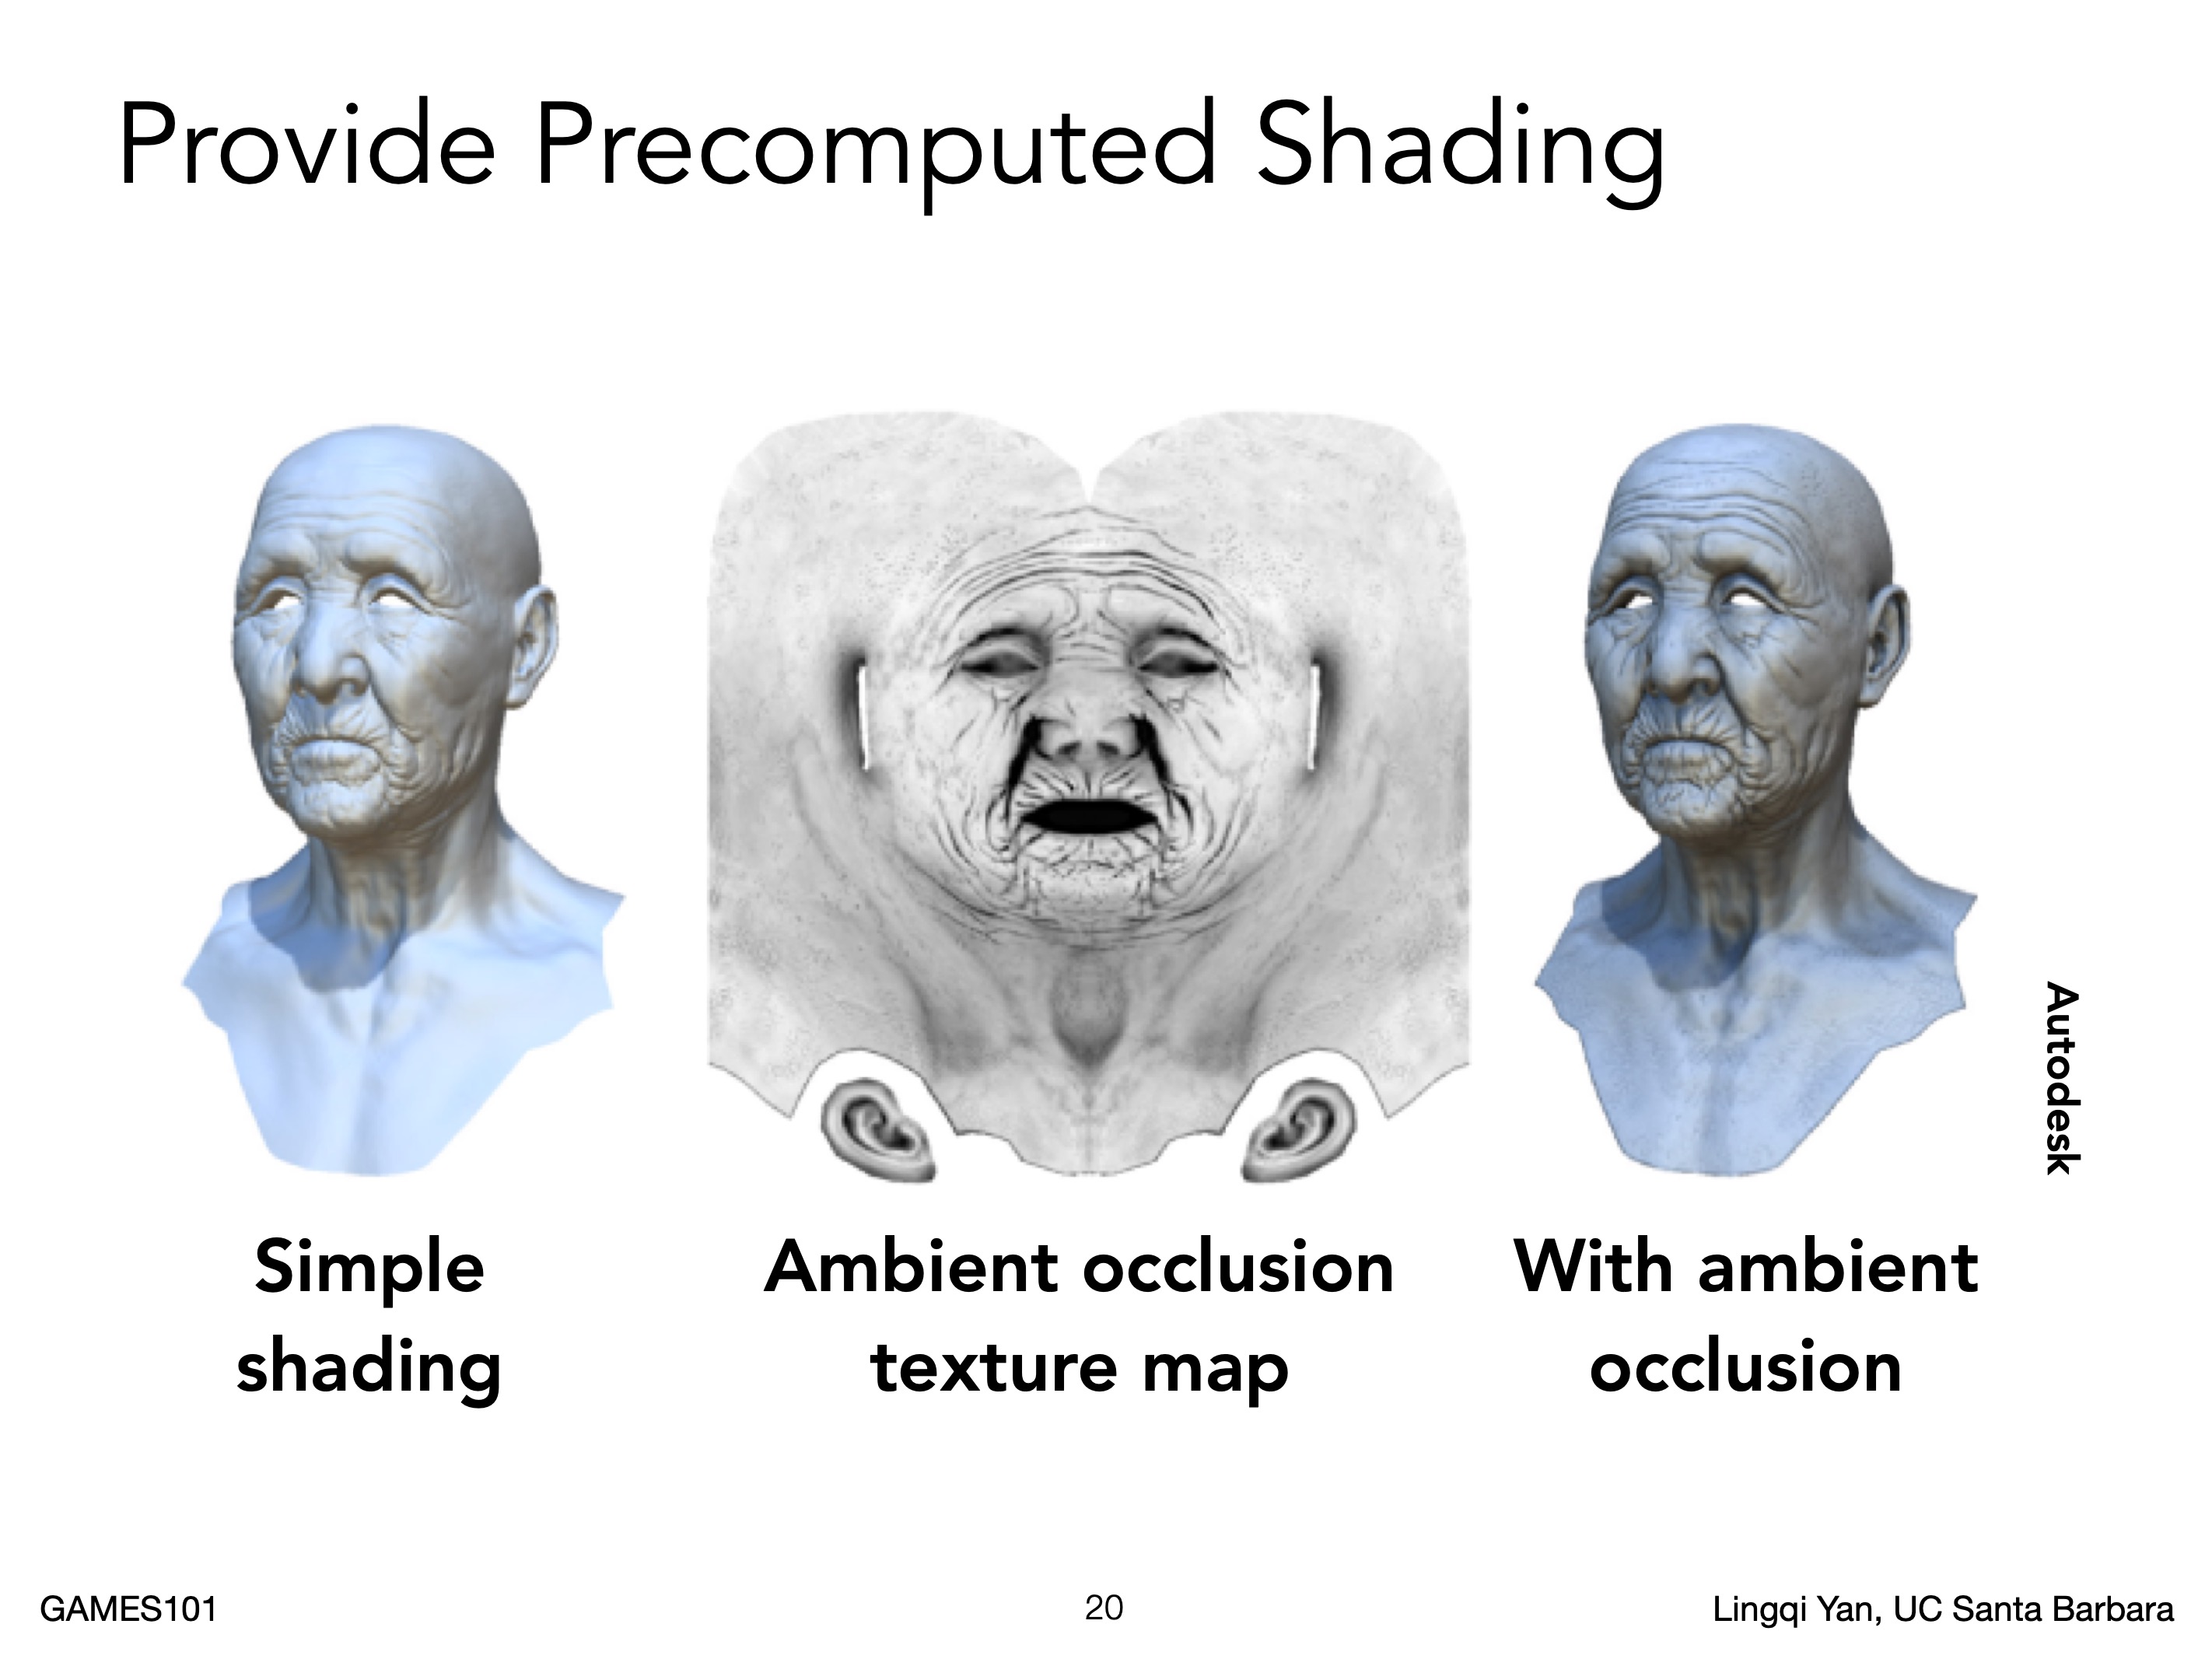 Provide Precomputed Shading
Simple
shading
Ambient occlusion
texture map
With ambient
occlusion
Autodesk
GAMES101
20
Lingqi Yan, UC Santa Barbara